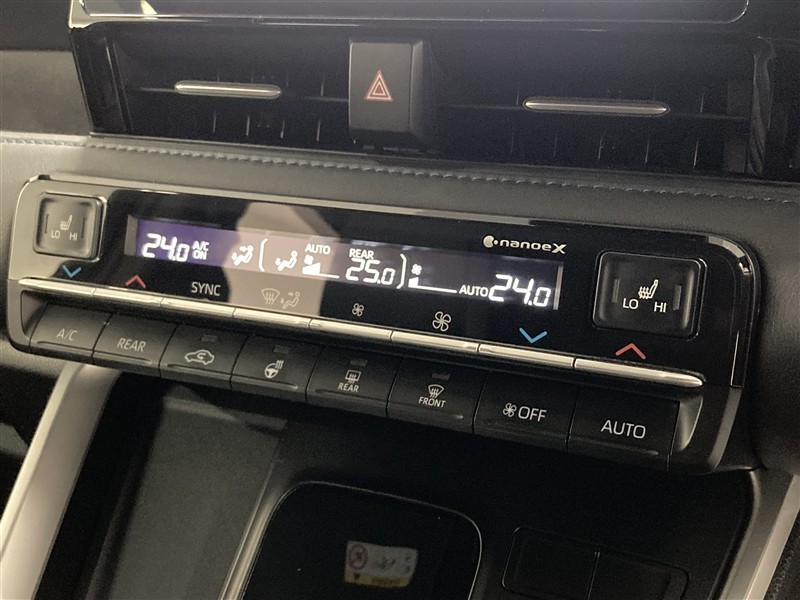 nanoeX
LO HI
24.0 A/C ON AUTO REAR 25.0 AUTO 24.0
LO HI
SYNC
A/C REAR REAR FRONT OFF AUTO